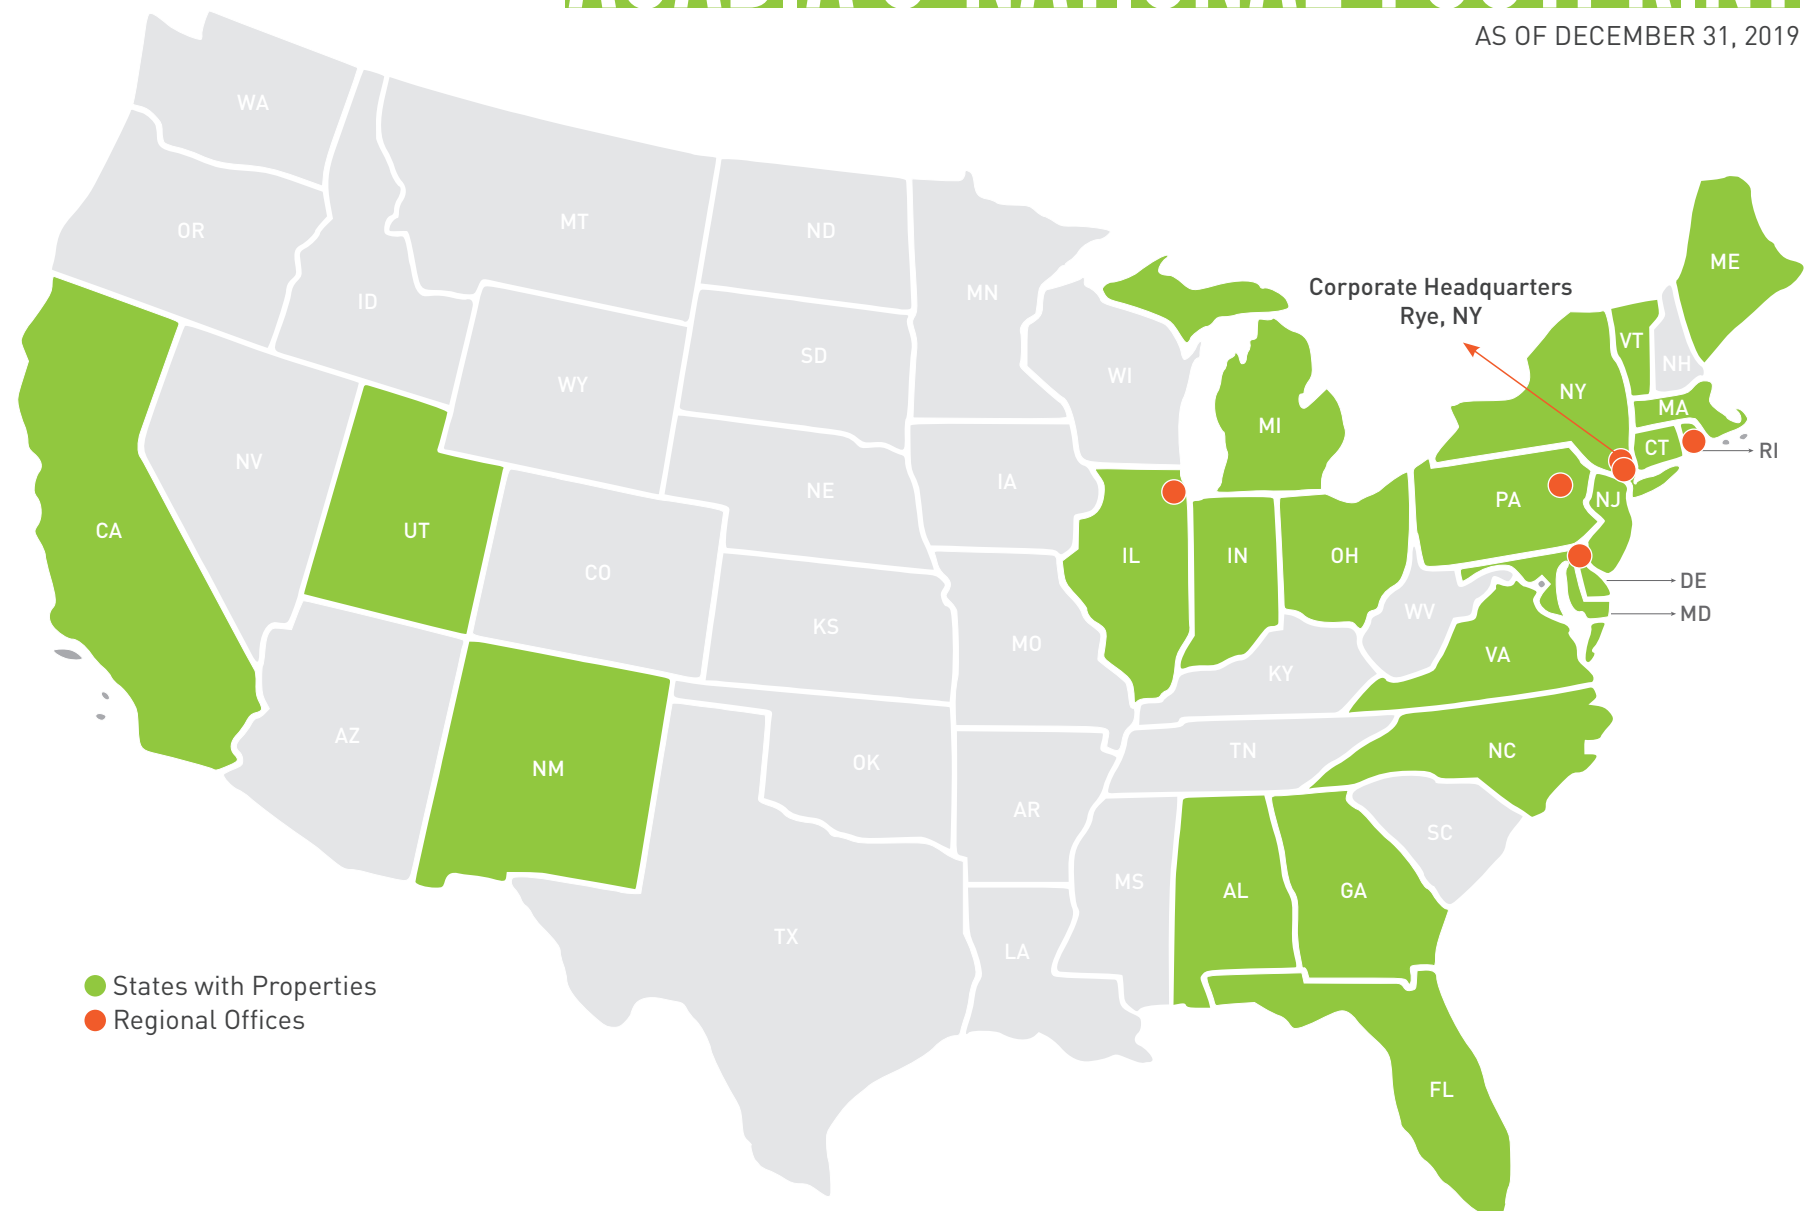 AS OF DECEMBER 31, 2019
WA
OR
MT
ID
ND
MN
SD
WY
WI
Corporate Headquarters
Rye, NY
ME
VT
NH
NY
MA
CT
RI
MI
NV
NE
IA
PA
NJ
CA
UT
CO
IL
IN
OH
DE
MD
KS
MO
WV
VA
KY
AZ
NM
OK
TN
NC
AR
SC
MS
AL
GA
TX
LA
FL
States with Properties
Regional Offices